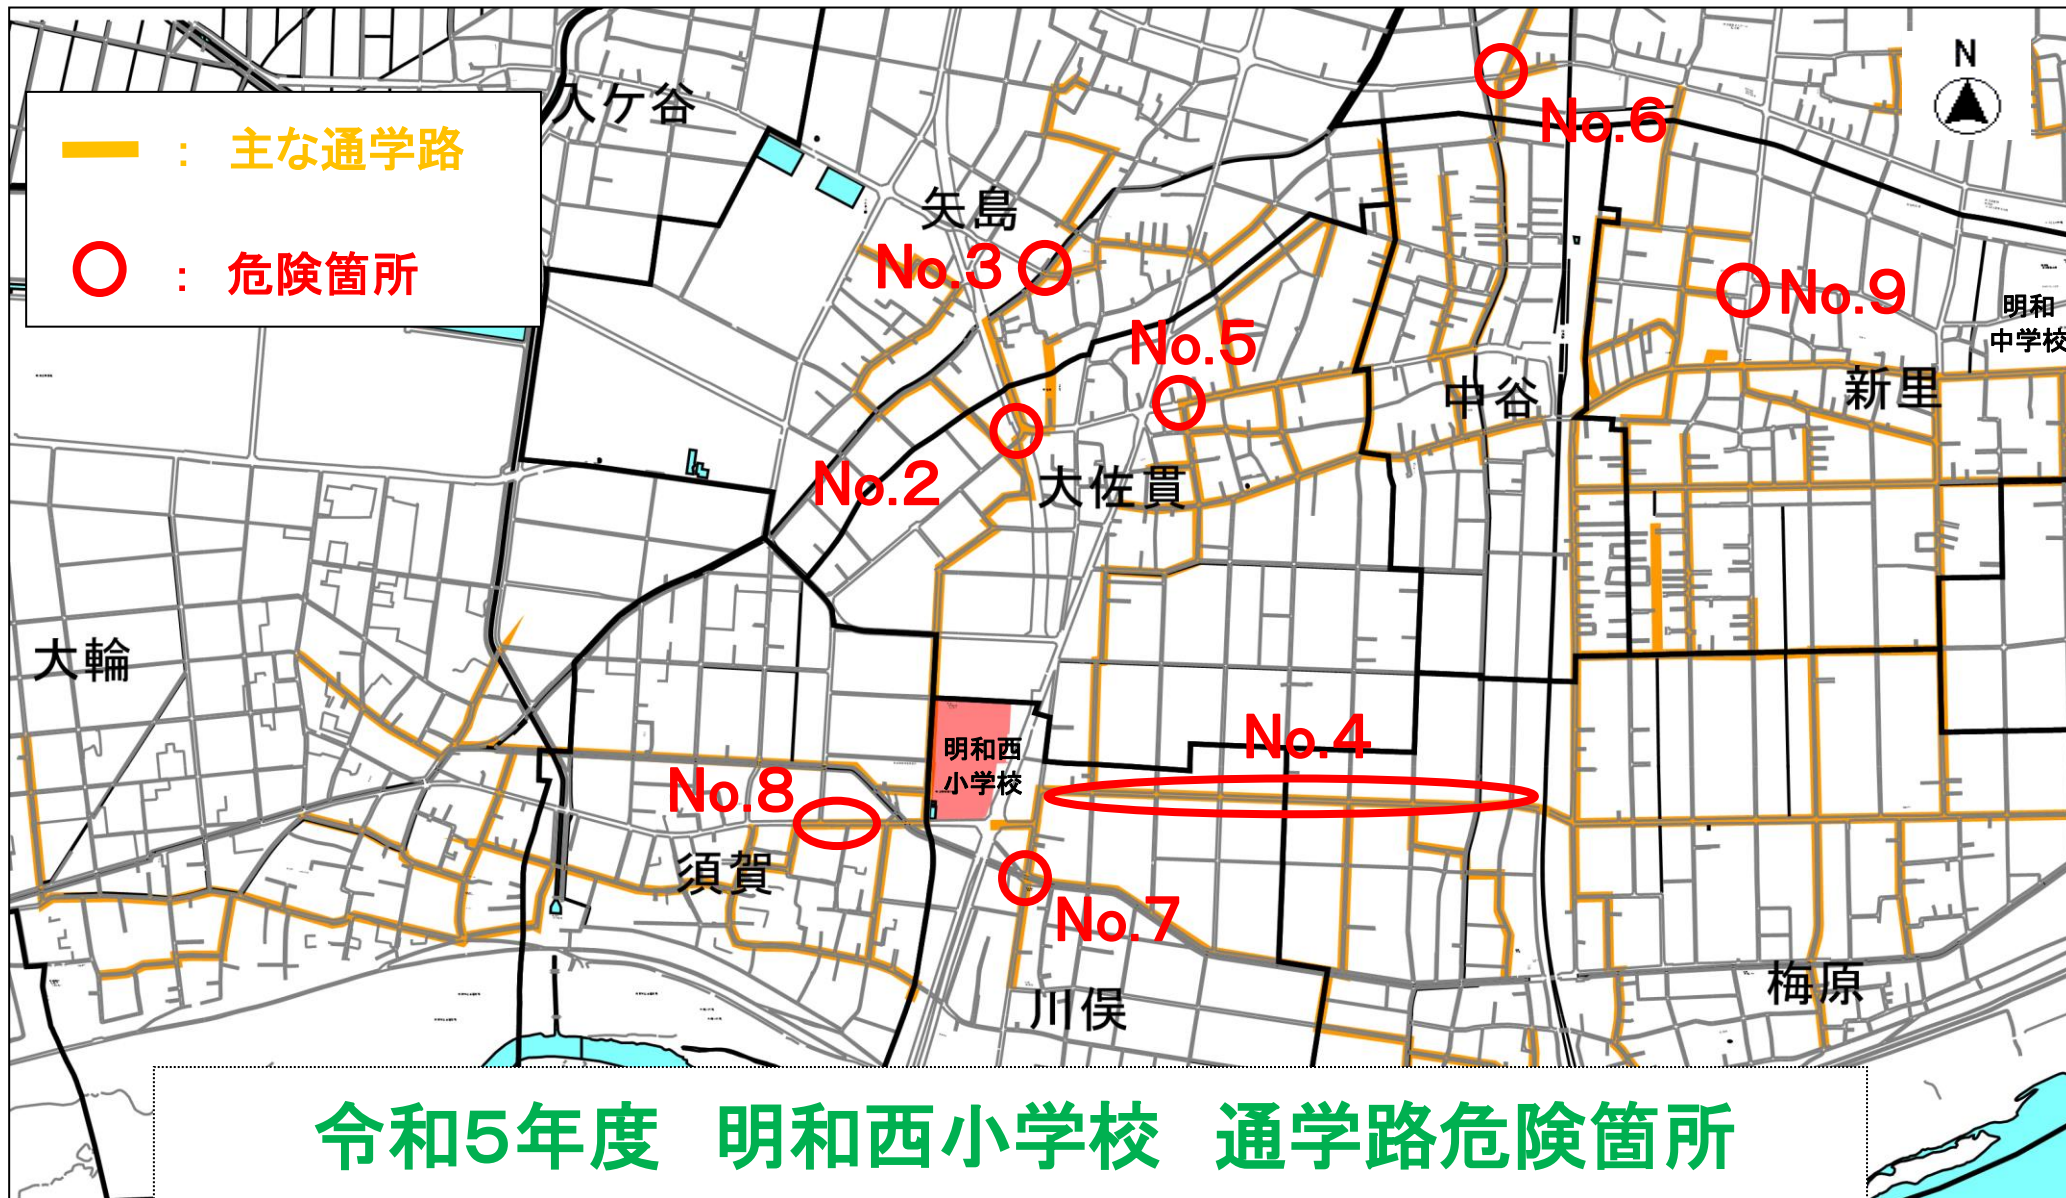 入ケ谷
N
No.6
： 主な通学路
矢島
No.3
： 危険箇所
No.9
明和
中学校
No.5
中谷
新里
No.2
大佐貫
大輪
No.4
明和西
小学校
No.8
須賀
No.7
川俣
梅原
令和5年度 明和西小学校 通学路危険箇所